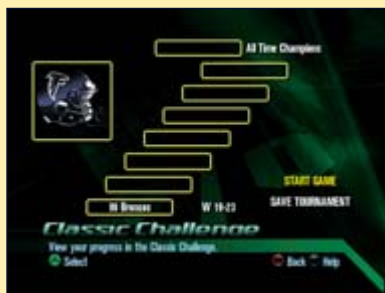 All Time Champions
START GAME
W 16-23 SAVE TOURNAMENT
Classic Challenge
View your progress in the Classic Challenge.
Select Back Help